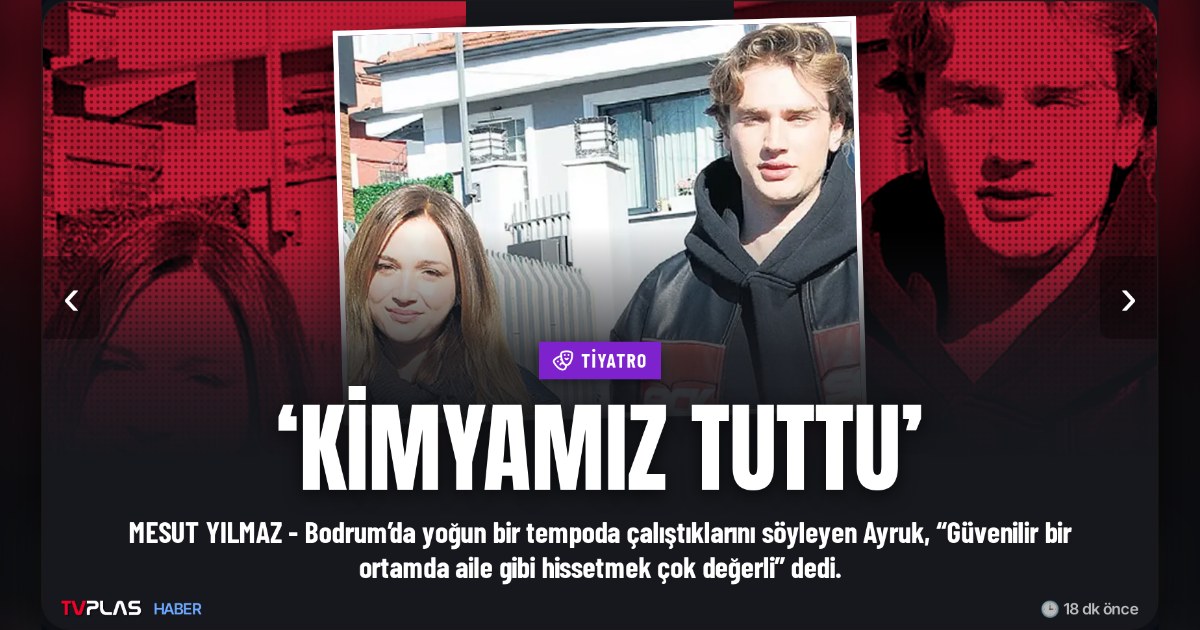 TİYATRO
‘KİMYAMIZ TUTTU’
MESUT YILMAZ - Bodrum’da yoğun bir tempoda çalıştıklarını söyleyen Ayruk, “Güvenilir bir
ortamda aile gibi hissetmek çok değerli” dedi.
TVPLAS HABER
18 dk önce